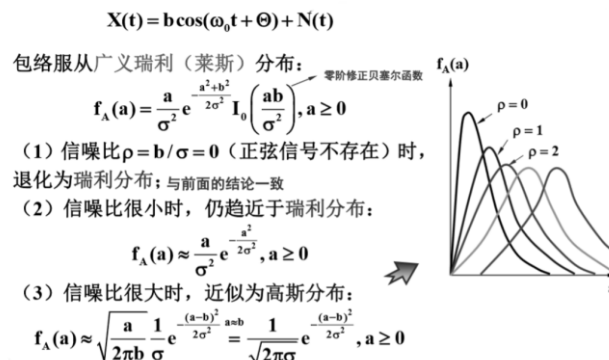 X(t) = b cos(ω₀t + Θ) + N(t)
包络服从广义瑞利（莱斯）分布：
零阶修正贝塞尔函数
f_A(a) = a/σ² e^{-(a²+b²)/2σ²} I₀(ab/σ²), a ≥ 0
（1）信噪比ρ = b/σ = 0（正弦信号不存在）时，
退化为瑞利分布；与前面的结论一致
（2）信噪比很小时，仍趋近于瑞利分布：
f_A(a) ≈ a/σ² e^{-a²/2σ²}, a ≥ 0
（3）信噪比很大时，近似为高斯分布：
f_A(a) ≈ √(a/2πb) 1/σ e^{-(a-b)²/2σ²} =^{a≈b} 1/√(2πσ) e^{-(a-b)²/2σ²}, a ≥ 0
f_A(a)
ρ = 0
ρ = 1
ρ = 2